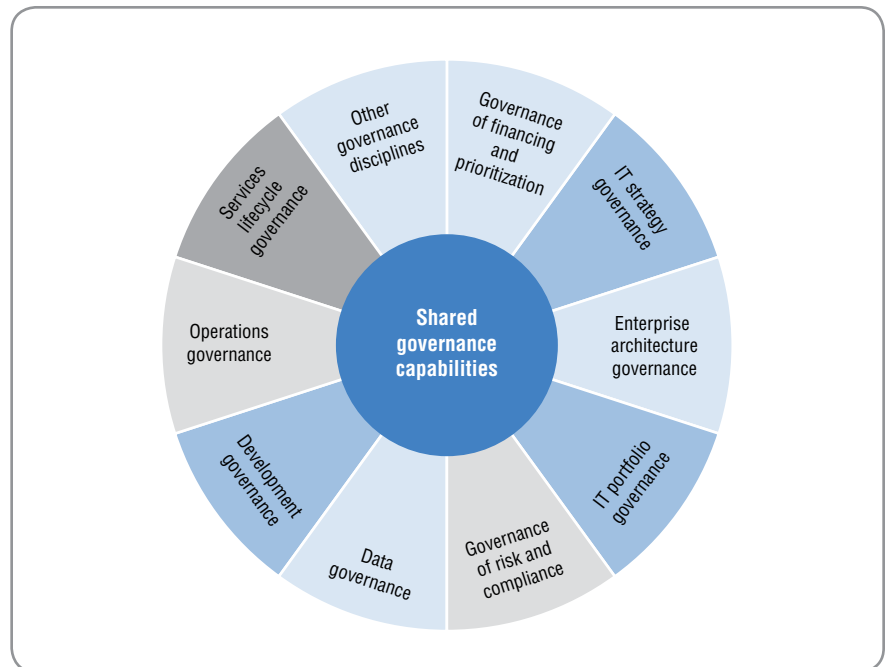 Other
governance
disciplines
Governance
of financing
and
prioritization
IT strategy
governance
Enterprise
architecture
governance
IT portfolio
governance
Governance
of risk and
compliance
Data
governance
Development
governance
Operations
governance
Services
lifecycle
governance
Shared
governance
capabilities